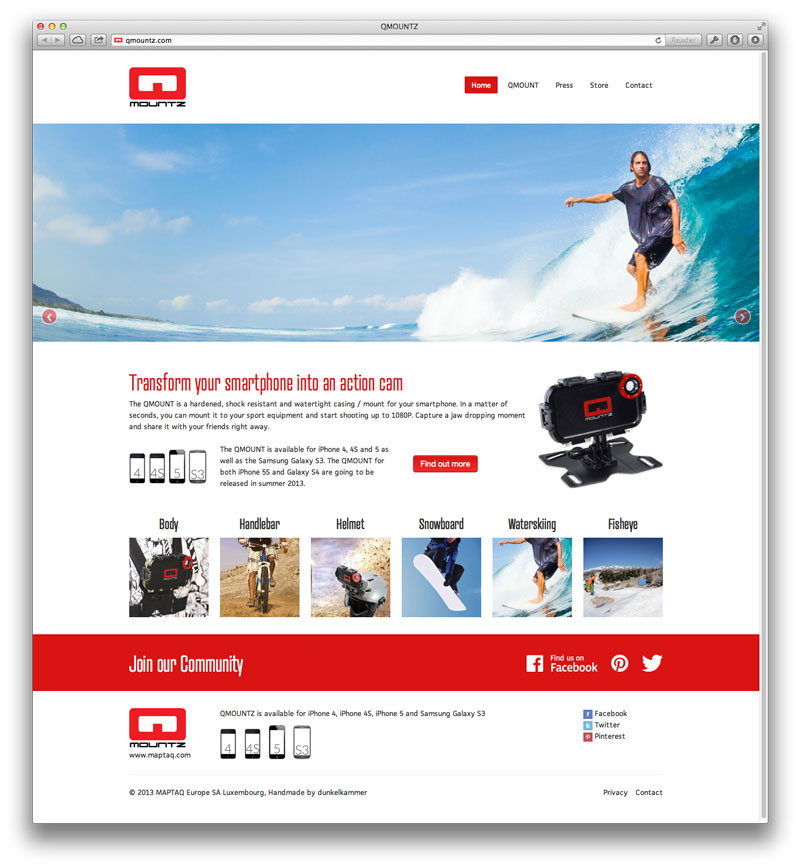 QMOUNTZ
qmountz.com
Reader
MOUNTZ
Home QMOUNT Press Store Contact
Transform your smartphone into an action cam
The QMOUNT is a hardened, shock resistant and watertight casing / mount for your smartphone. In a matter of
seconds, you can mount it to your sport equipment and start shooting up to 1080P. Capture a jaw dropping moment
and share it with your friends right away.
MOUNTZ
4 4S 5 S3
The QMOUNT is available for iPhone 4, 4S and 5 as
well as the Samsung Galaxy S3. The QMOUNT for
both iPhone 5S and Galaxy S4 are going to be
released in summer 2013.
Find out more
Body Handlebar Helmet Snowboard Waterskiing Fisheye
Join our Community
Find us on
Facebook
MOUNTZ
www.maptaq.com
QMOUNTZ is available for iPhone 4, iPhone 4S, iPhone 5 and Samsung Galaxy S3
4 4S 5 S3
Facebook
Twitter
Pinterest
© 2013 MAPTAQ Europe SA Luxembourg, Handmade by dunkelkammer
Privacy Contact